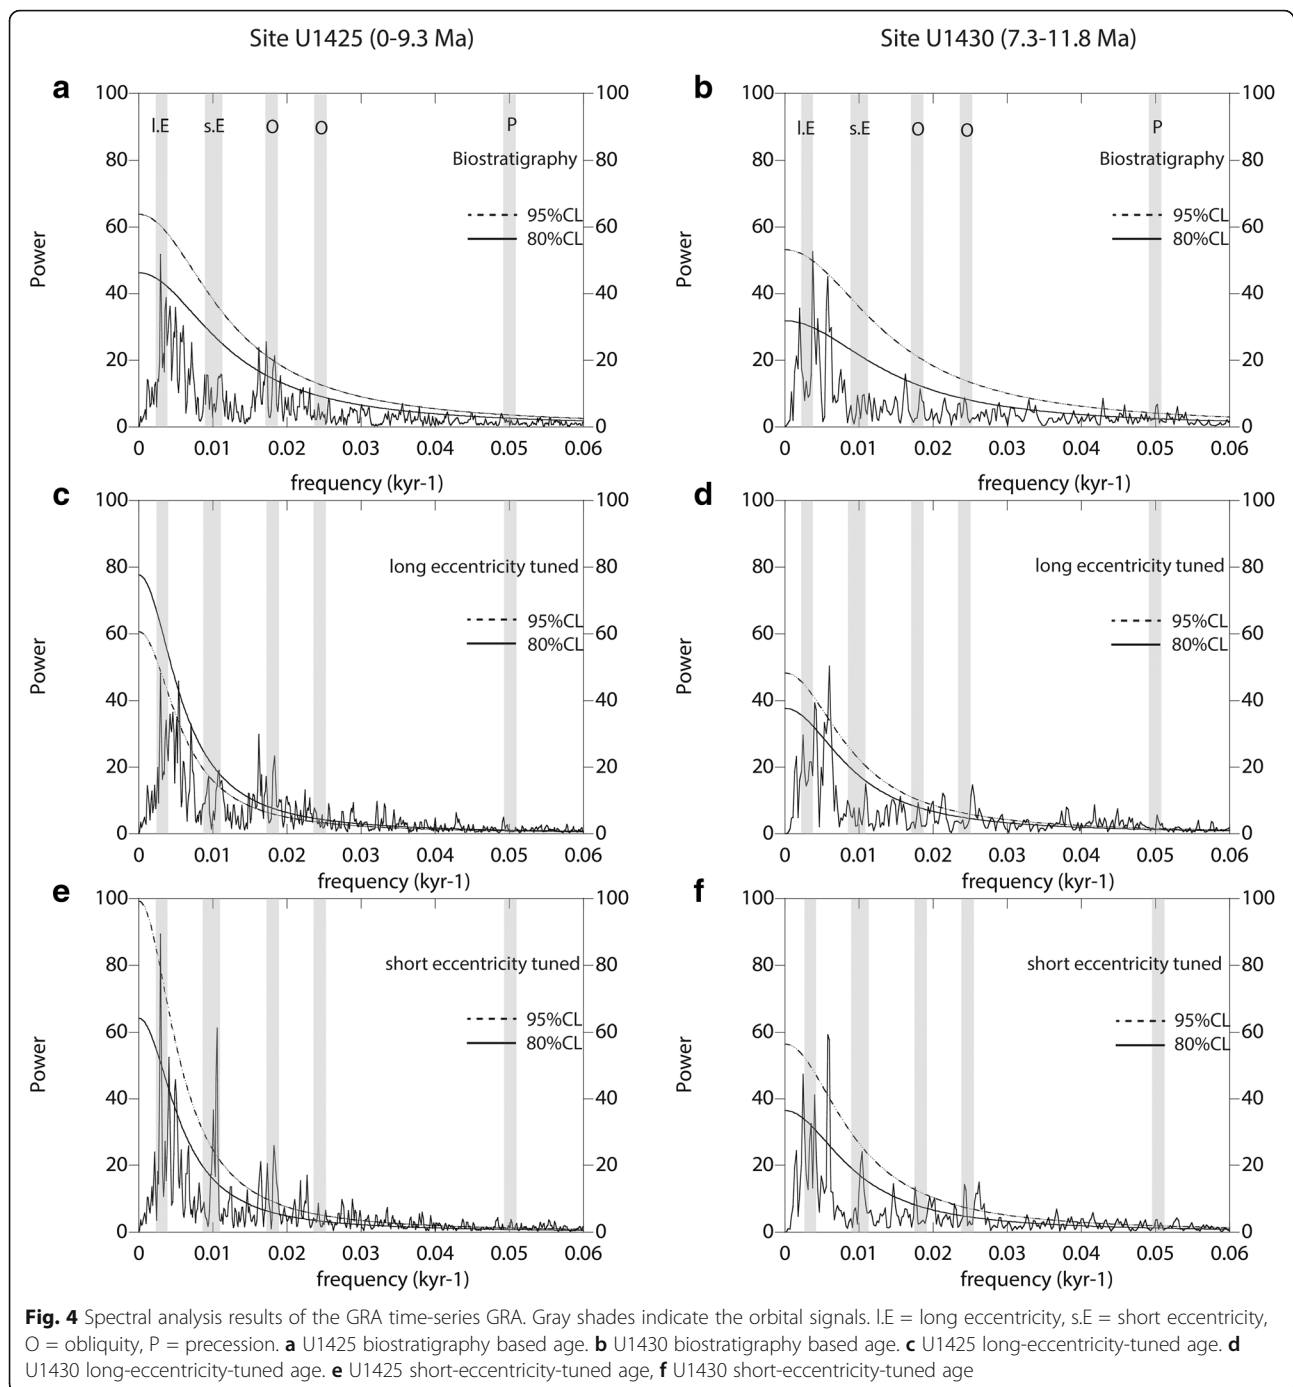 Site U1425 (0-9.3 Ma)
Site U1430 (7.3-11.8 Ma)
a
100
80
60
40
20
0
Power
l.E s.E O O P
Biostratigraphy
95%CL
80%CL
100
80
60
40
20
0
0 0.01 0.02 0.03 0.04 0.05 0.06
frequency (kyr-1)
b
100
80
60
40
20
0
Power
l.E s.E O O P
Biostratigraphy
95%CL
80%CL
100
80
60
40
20
0
0 0.01 0.02 0.03 0.04 0.05 0.06
frequency (kyr-1)
c
100
80
60
40
20
0
Power
long eccentricity tuned
95%CL
80%CL
100
80
60
40
20
0
0 0.01 0.02 0.03 0.04 0.05 0.06
frequency (kyr-1)
d
100
80
60
40
20
0
Power
long eccentricity tuned
95%CL
80%CL
100
80
60
40
20
0
0 0.01 0.02 0.03 0.04 0.05 0.06
frequency (kyr-1)
e
100
80
60
40
20
0
Power
short eccentricity tuned
95%CL
80%CL
100
80
60
40
20
0
0 0.01 0.02 0.03 0.04 0.05 0.06
frequency (kyr-1)
f
100
80
60
40
20
0
Power
short eccentricity tuned
95%CL
80%CL
100
80
60
40
20
0
0 0.01 0.02 0.03 0.04 0.05 0.06
frequency (kyr-1)
Fig. 4 Spectral analysis results of the GRA time-series GRA. Gray shades indicate the orbital signals. l.E = long eccentricity, s.E = short eccentricity,
O = obliquity, P = precession. a U1425 biostratigraphy based age. b U1430 biostratigraphy based age. c U1425 long-eccentricity-tuned age. d
U1430 long-eccentricity-tuned age. e U1425 short-eccentricity-tuned age, f U1430 short-eccentricity-tuned age